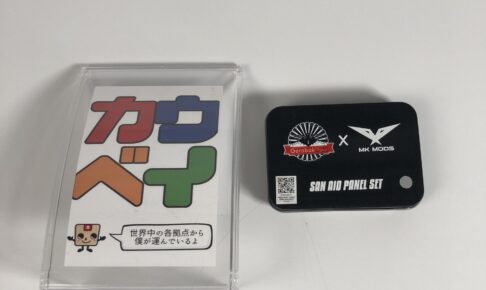 カウ
ベイ
世界中の各拠点から
僕が運んでいるよ
X
MK MODS
SAN AIO PANEL SET